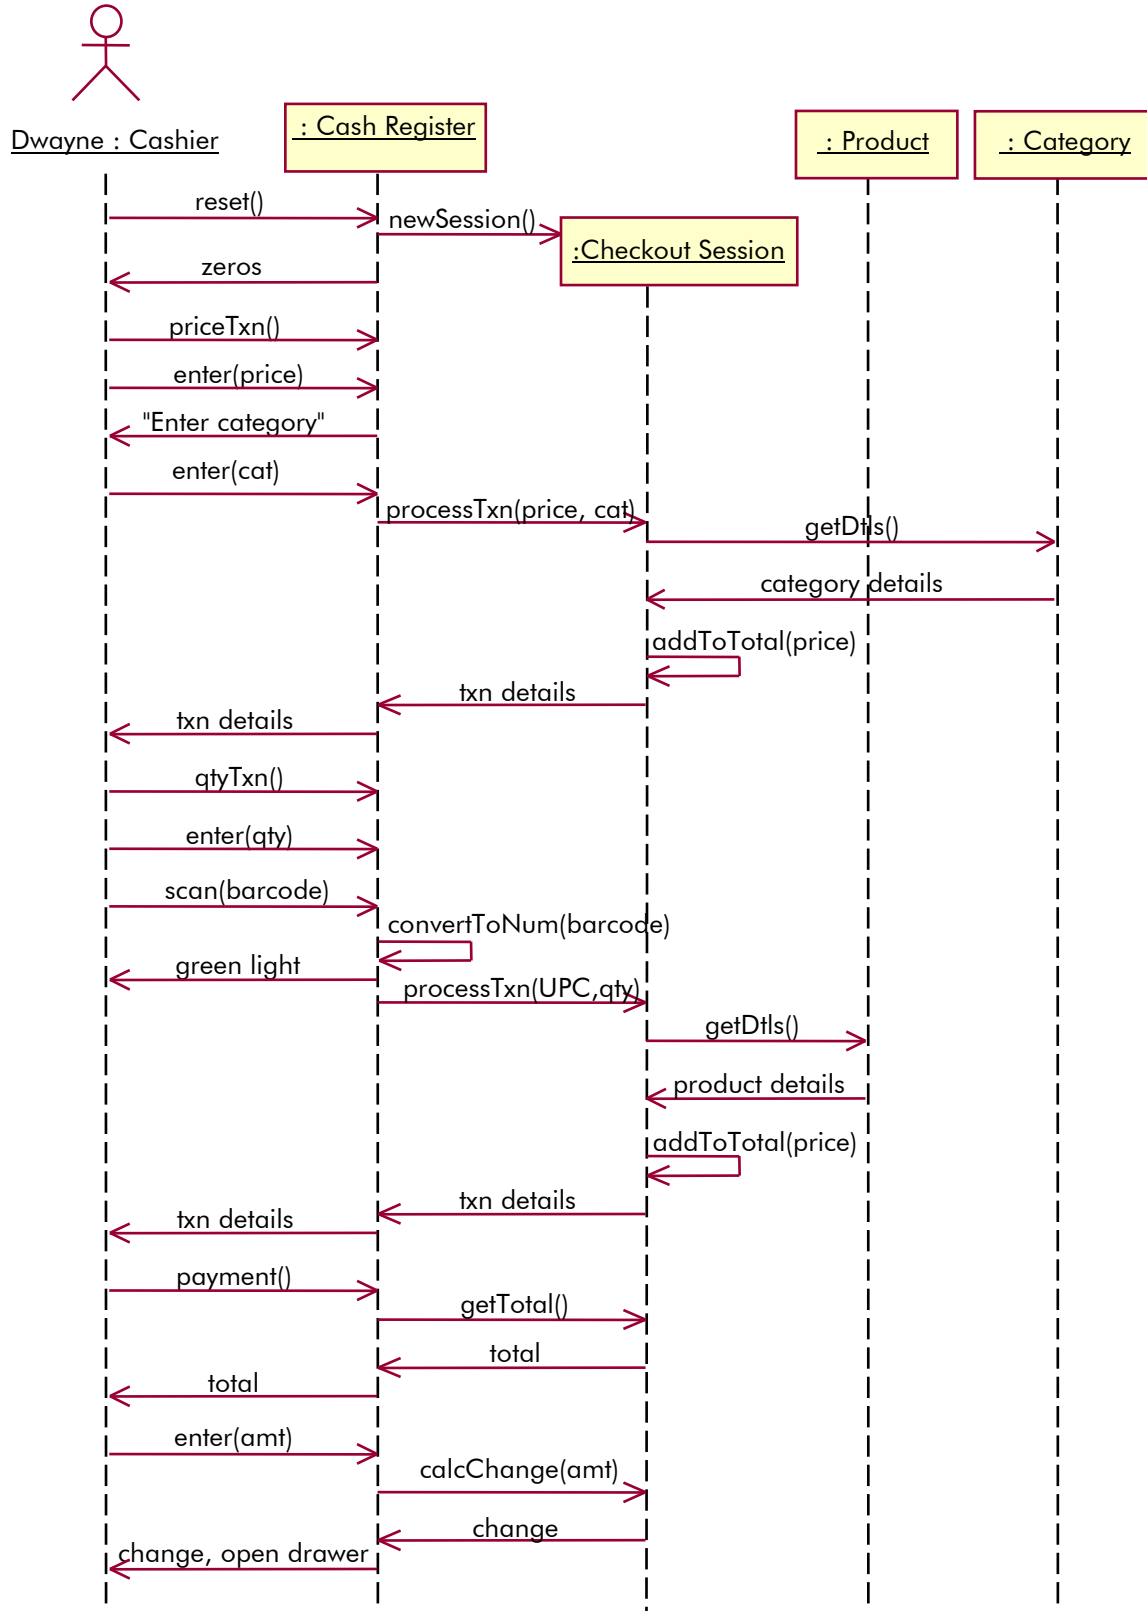 Dwayne : Cashier
: Cash Register
: Product
: Category
reset()
newSession()
:Checkout Session
zeros
priceTxn()
enter(price)
"Enter category"
enter(cat)
processTxn(price, cat)
getDtls()
category details
addToTotal(price)
txn details
txn details
qtyTxn()
enter(qty)
scan(barcode)
convertToNum(barcode)
green light
processTxn(UPC,qty)
getDtls()
product details
addToTotal(price)
txn details
txn details
payment()
getTotal()
total
total
enter(amt)
calcChange(amt)
change
change, open drawer